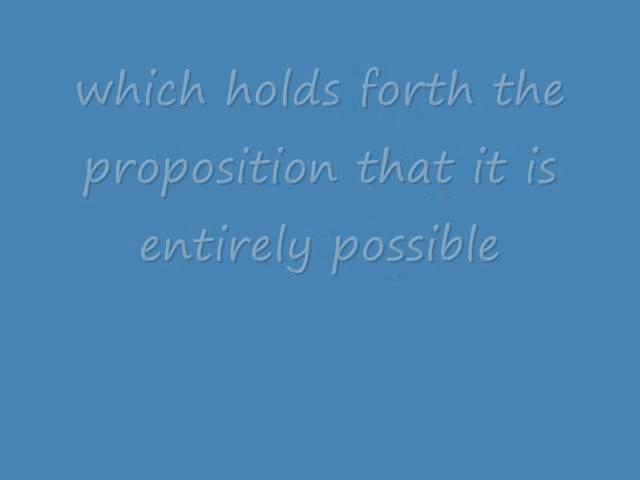 which holds forth the
proposition that it is
entirely possible